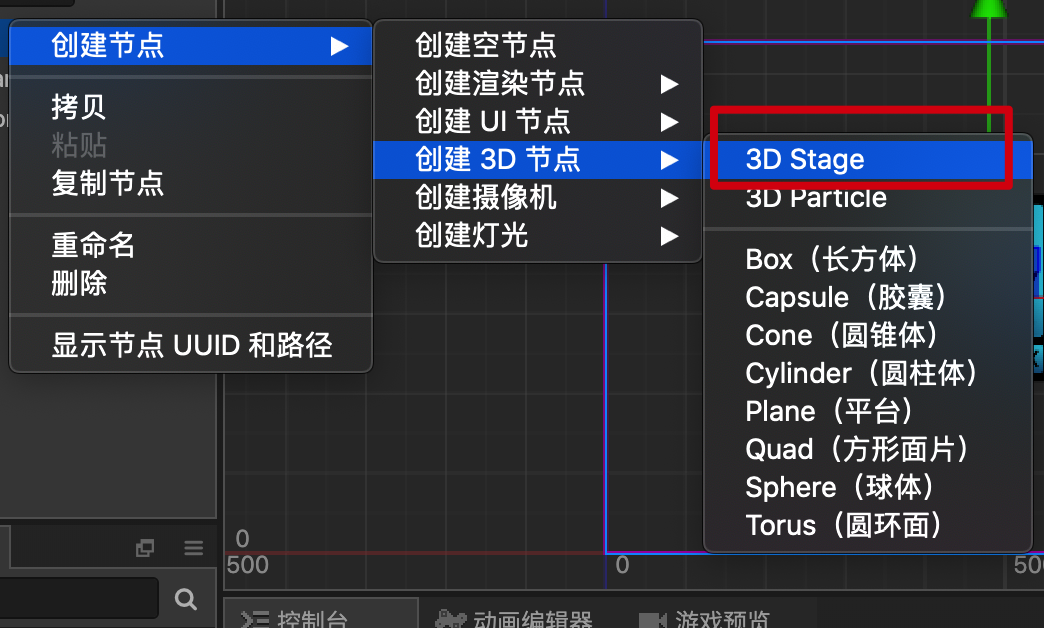 创建节点
拷贝
粘贴
复制节点
重命名
删除
显示节点 UUID 和路径
创建空节点
创建渲染节点
创建 UI 节点
创建 3D 节点
创建摄像机
创建灯光
3D Stage
3D Particle
Box（长方体）
Capsule（胶囊）
Cone（圆锥体）
Cylinder（圆柱体）
Plane（平台）
Quad（方形面片）
Sphere（球体）
Torus（圆环面）
0
500
0
控制台
动画编辑器
游戏预览